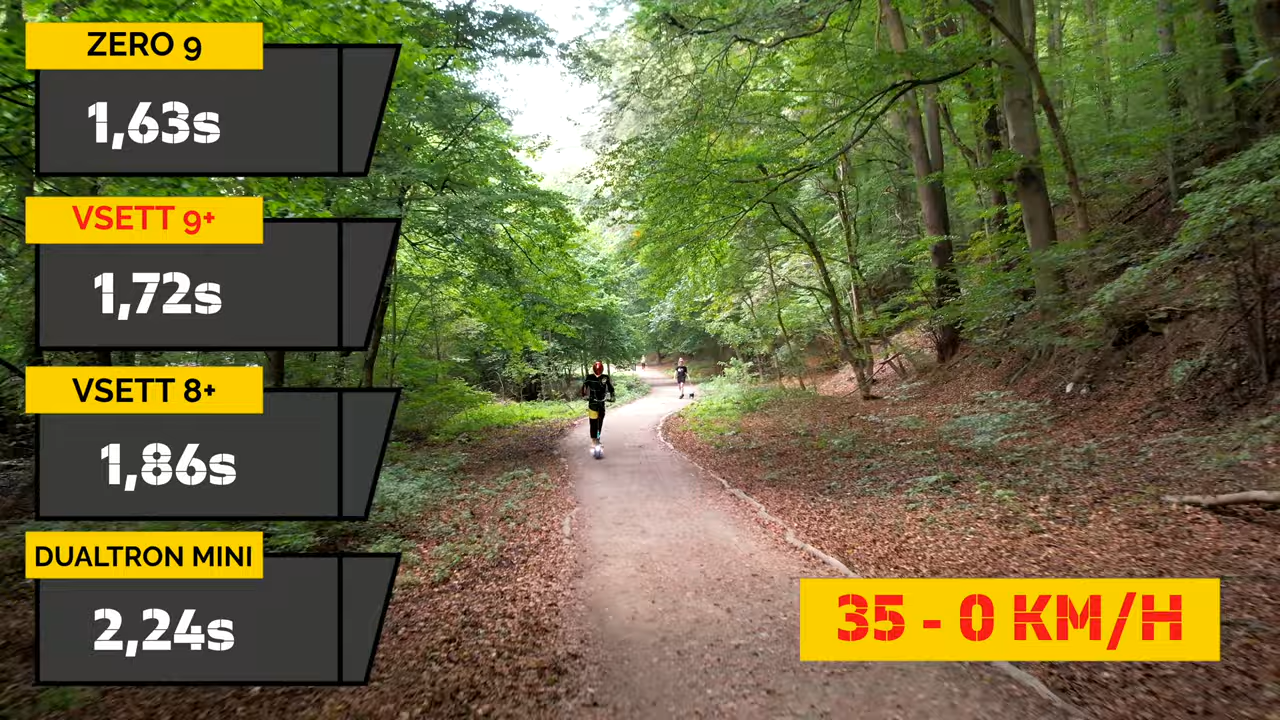 ZERO 9
1,63s
VSETT 9+
1,72s
VSETT 8+
1,86s
DUALTRON MINI
2,24s
35 - 0 KM/H